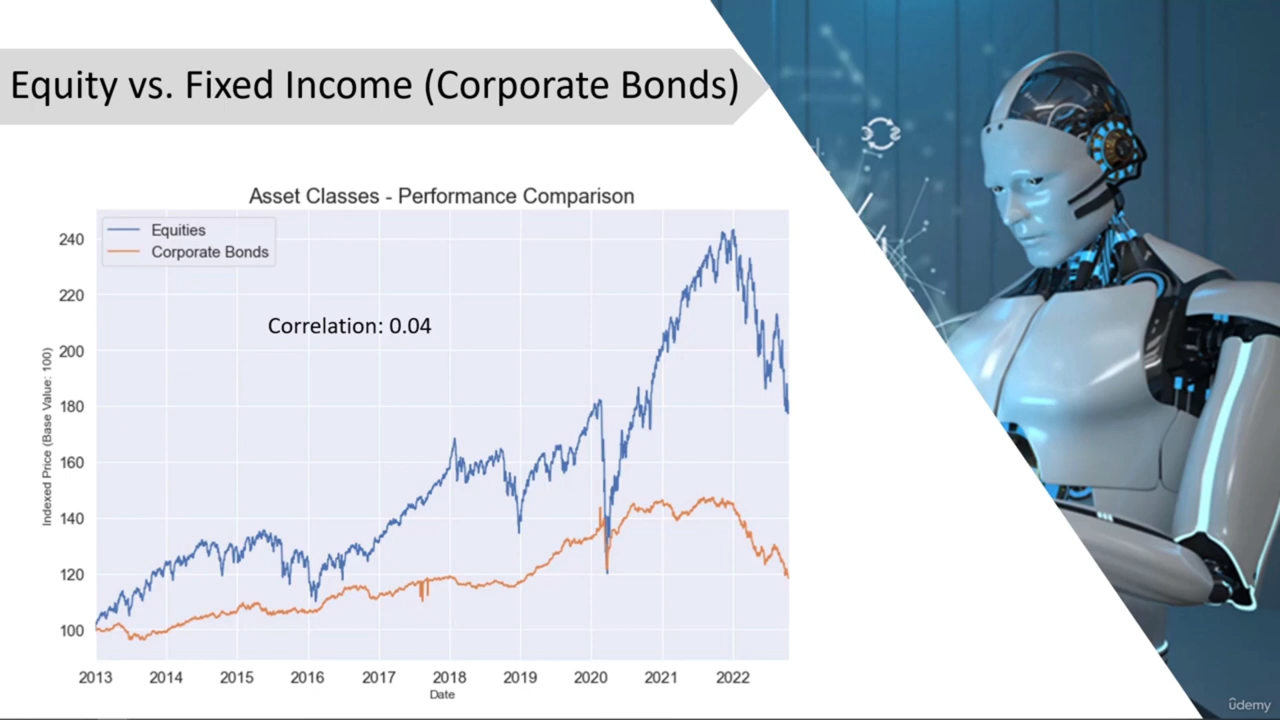 Equity vs. Fixed Income (Corporate Bonds)
Asset Classes - Performance Comparison
Equities
Corporate Bonds
Correlation: 0.04
Indexed Price (Base Value: 100)
240
220
200
180
160
140
120
100
2013 2014 2015 2016 2017 2018 2019 2020 2021 2022
Date
ûdemy